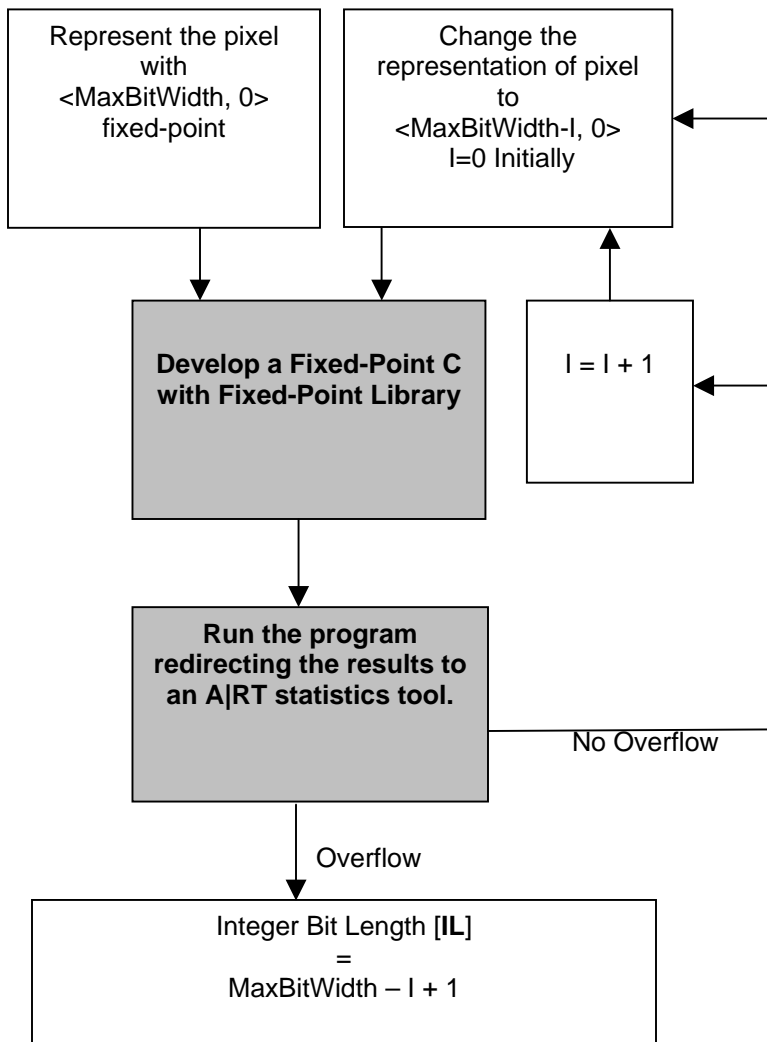 Represent the pixel
with
<MaxBitWidth, 0>
fixed-point
Change the
representation of pixel
to
<MaxBitWidth-I, 0>
I=0 Initially
Develop a Fixed-Point C
with Fixed-Point Library
I = I + 1
Run the program
redirecting the results to
an A|RT statistics tool.
No Overflow
Overflow
Integer Bit Length [IL]
=
MaxBitWidth – I + 1